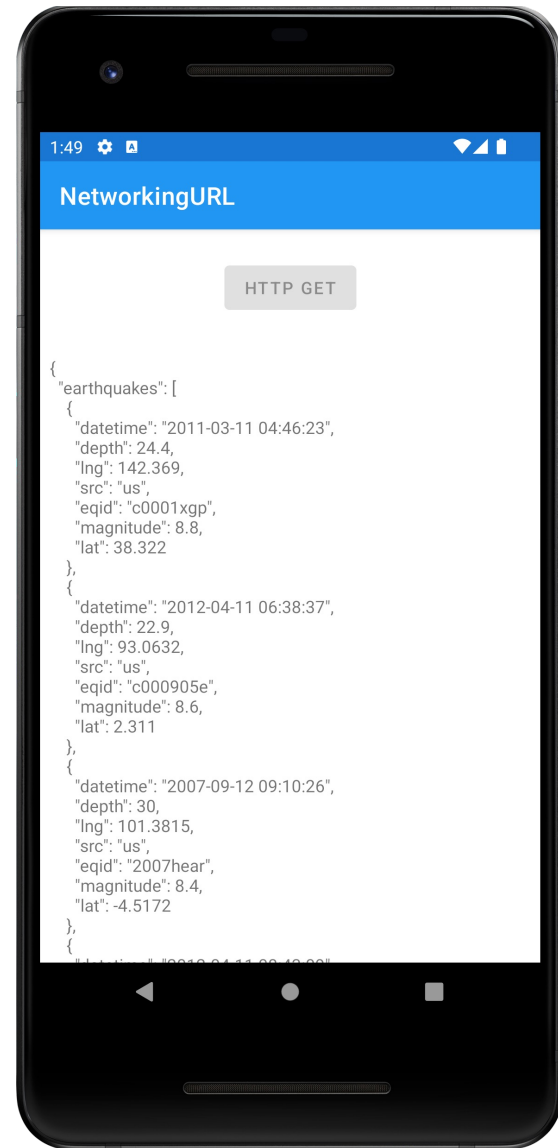 1:49
NetworkingURL
HTTP GET
{
"earthquakes": [
{
"datetime": "2011-03-11 04:46:23",
"depth": 24.4,
"lng": 142.369,
"src": "us",
"eqid": "c0001xgp",
"magnitude": 8.8,
"lat": 38.322
},
{
"datetime": "2012-04-11 06:38:37",
"depth": 22.9,
"lng": 93.0632,
"src": "us",
"eqid": "c000905e",
"magnitude": 8.6,
"lat": 2.311
},
{
"datetime": "2007-09-12 09:10:26",
"depth": 30,
"lng": 101.3815,
"src": "us",
"eqid": "2007hear",
"magnitude": 8.4,
"lat": -4.5172
},
{